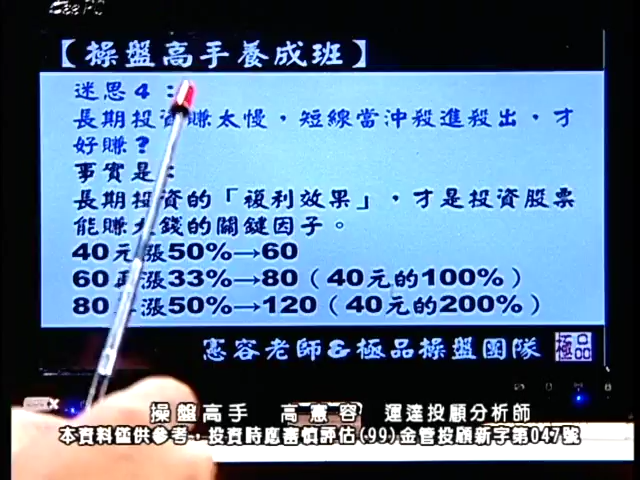 Eee PC
【操盤高手養成班】
迷思4：
長期投資賺太慢，短線當沖殺進殺出，才
好賺？
事實是：
長期投資的「複利效果」，才是投資股票
能賺大錢的關鍵因子。
40元漲50%→60
60再漲33%→80（40元的100%）
80再漲50%→120（40元的200%）
憲容老師&極品操盤團隊 極品
操盤高手 高憲容 運達投顧分析師
本資料僅供參考，投資時應審慎評估(99)金管投顧新字第047號